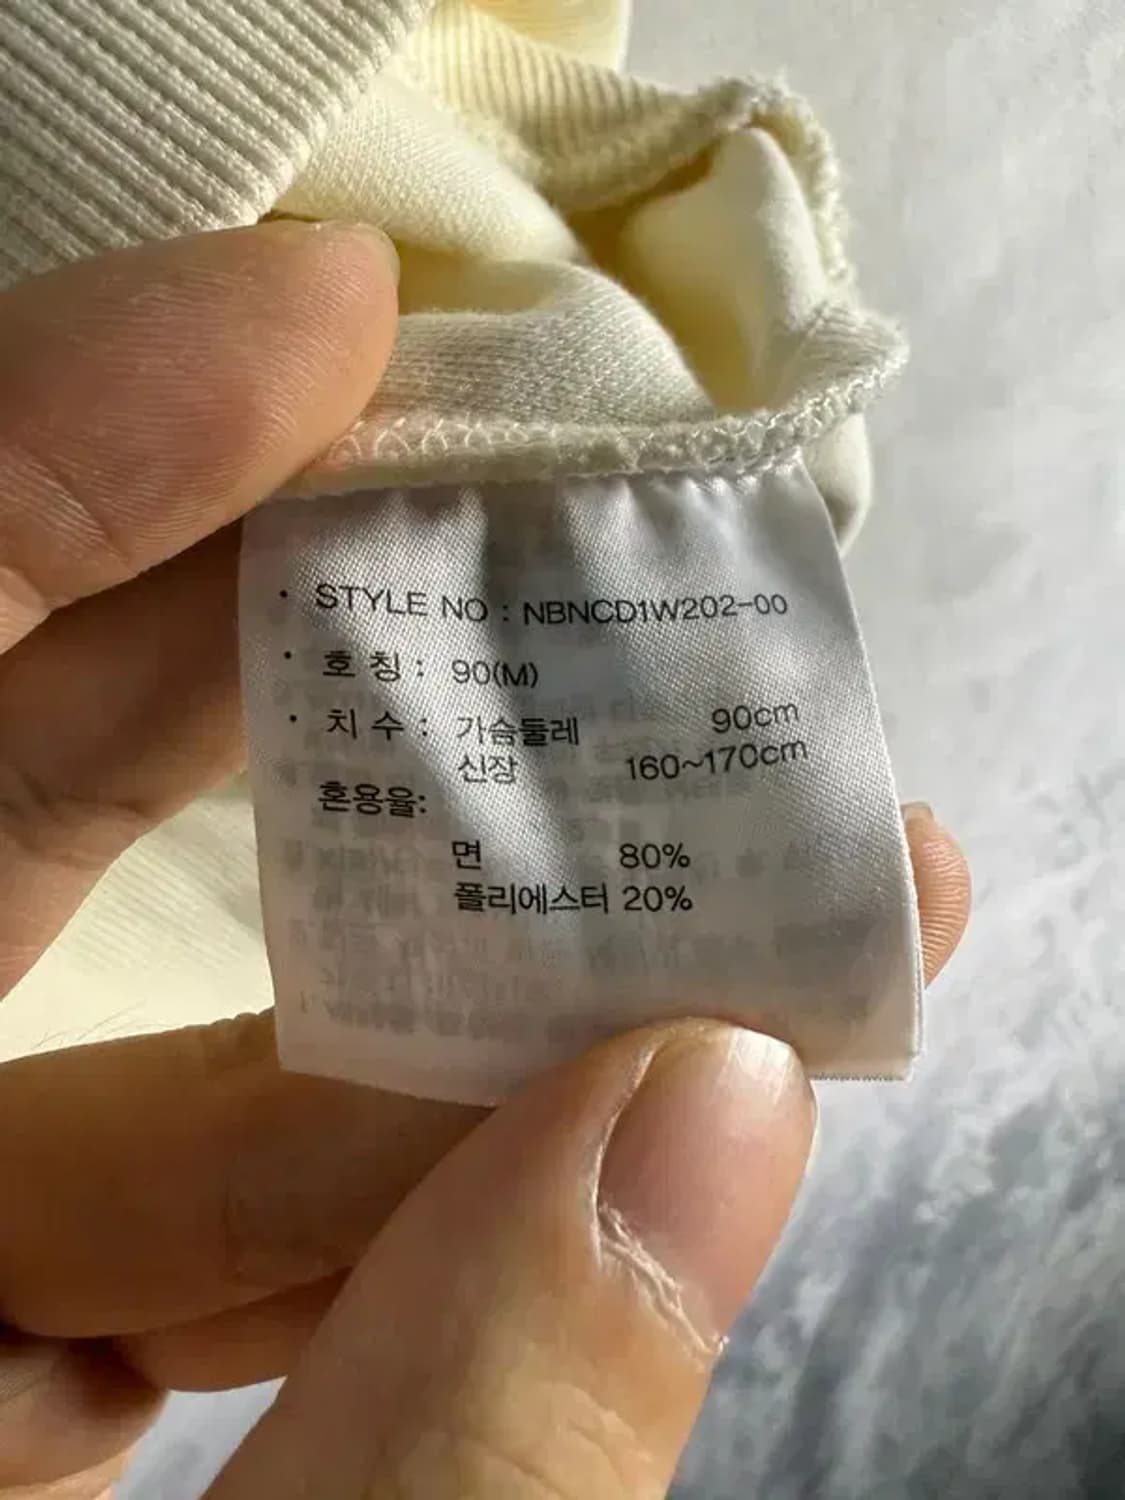 · STYLE NO : NBNCD1W202-00
· 호 칭 : 90(M)
· 치 수 : 가슴둘레 90cm
신장 160~170cm
혼용율:
면 80%
폴리에스터 20%